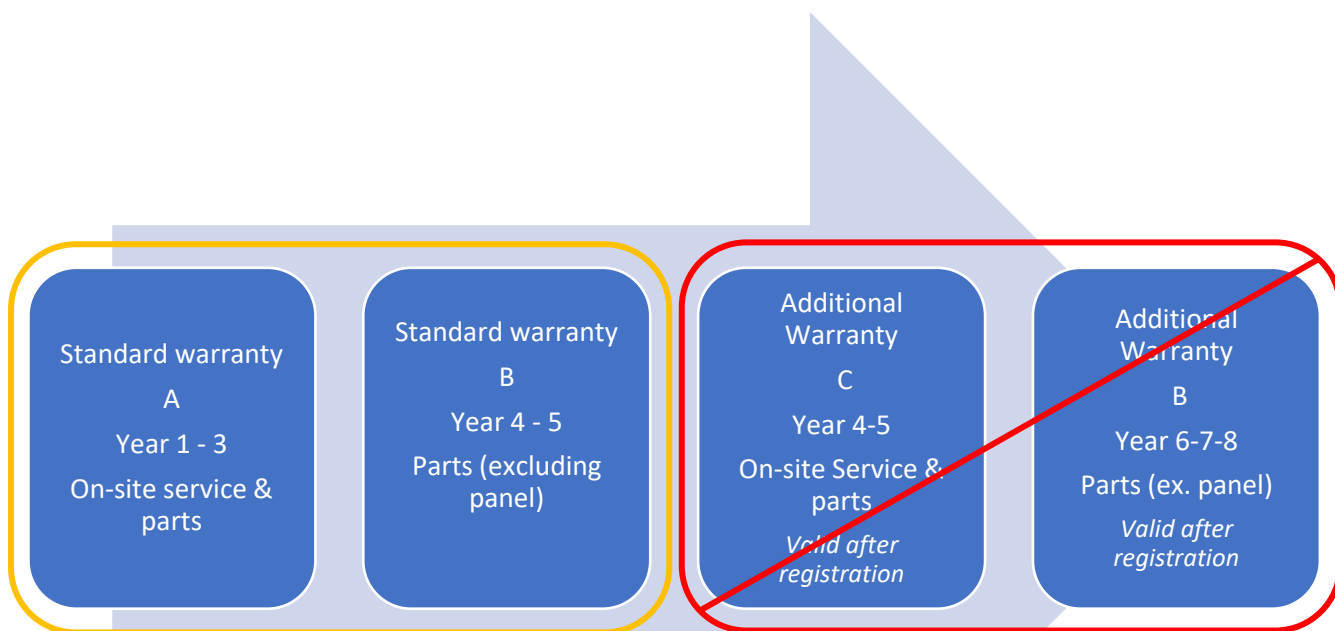 Standard warranty
A
Year 1 - 3
On-site service &
parts
Standard warranty
B
Year 4 - 5
Parts (excluding
panel)
Additional
Warranty
C
Year 4-5
On-site Service &
parts
Valid after
registration
Additional
Warranty
B
Year 6-7-8
Parts (ex. panel)
Valid after
registration